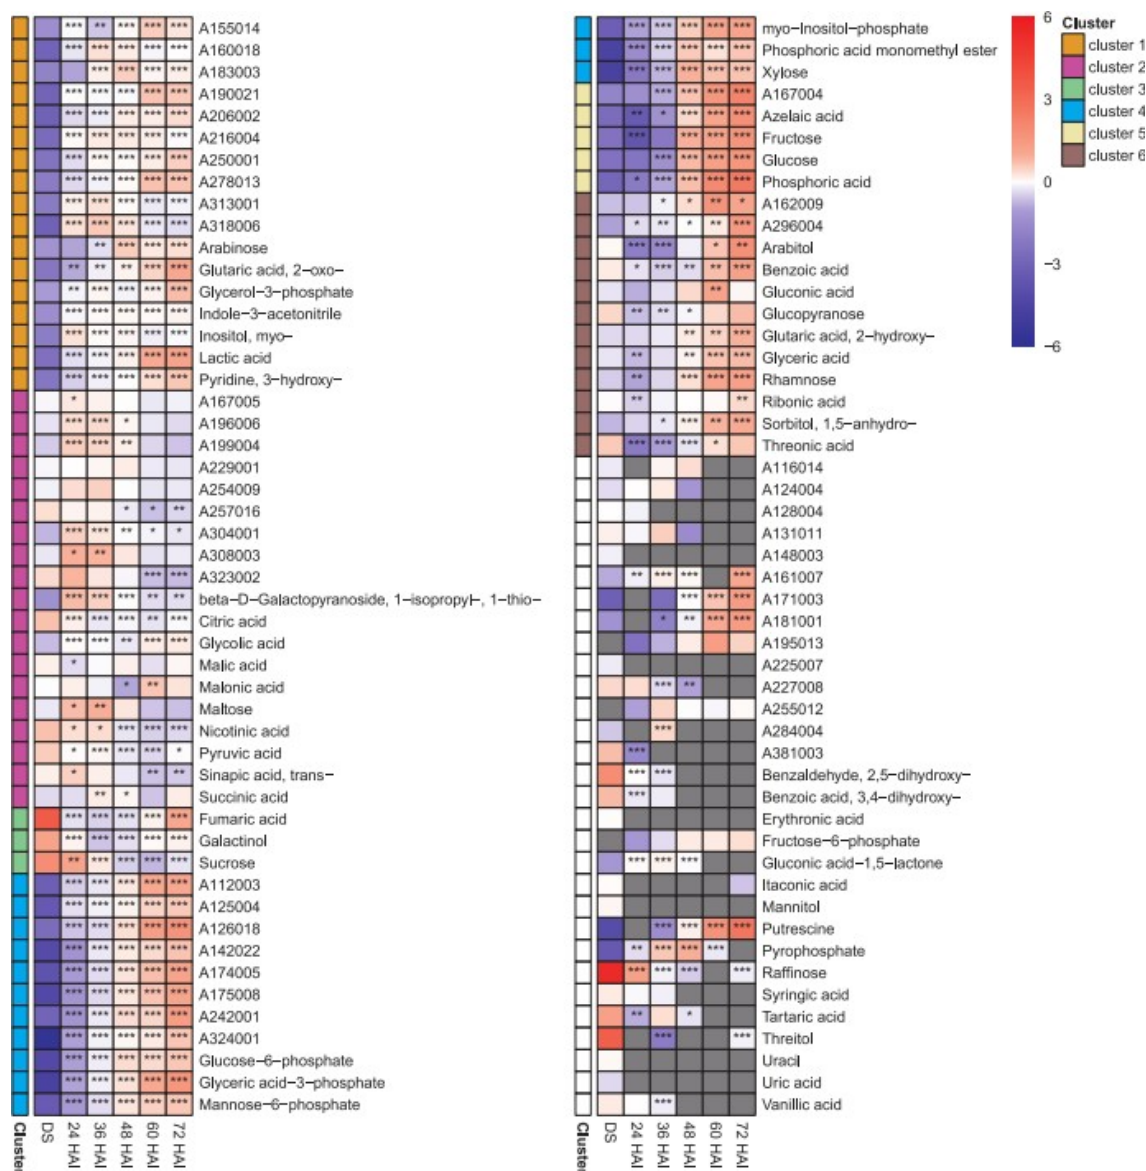 A155014
A160018
A183003
A190021
A206002
A216004
A250001
A278013
A313001
A318006
Arabinose
Glutaric acid, 2−oxo−
Glycerol−3−phosphate
Indole−3−acetonitrile
Inositol, myo−
Lactic acid
Pyridine, 3−hydroxy−
A167005
A196006
A199004
A229001
A254009
A257016
A304001
A308003
A323002
beta−D−Galactopyranoside, 1−isopropyl−, 1−thio−
Citric acid
Glycolic acid
Malic acid
Malonic acid
Maltose
Nicotinic acid
Pyruvic acid
Sinapic acid, trans−
Succinic acid
Fumaric acid
Galactinol
Sucrose
A112003
A125004
A126018
A142022
A174005
A175008
A242001
A324001
Glucose−6−phosphate
Glyceric acid−3−phosphate
Mannose−6−phosphate
Cluster
DS
24 HAI
36 HAI
48 HAI
60 HAI
72 HAI
myo−Inositol−phosphate
Phosphoric acid monomethyl ester
Xylose
A167004
Azelaic acid
Fructose
Glucose
Phosphoric acid
A162009
A296004
Arabitol
Benzoic acid
Gluconic acid
Glucopyranose
Glutaric acid, 2−hydroxy−
Glyceric acid
Rhamnose
Ribonic acid
Sorbitol, 1,5−anhydro−
Threonic acid
A116014
A124004
A128004
A131011
A148003
A161007
A171003
A181001
A195013
A225007
A227008
A255012
A284004
A381003
Benzaldehyde, 2,5−dihydroxy−
Benzoic acid, 3,4−dihydroxy−
Erythronic acid
Fructose−6−phosphate
Gluconic acid−1,5−lactone
Itaconic acid
Mannitol
Putrescine
Pyrophosphate
Raffinose
Syringic acid
Tartaric acid
Threitol
Uracil
Uric acid
Vanillic acid
Cluster
DS
24 HAI
36 HAI
48 HAI
60 HAI
72 HAI
6
3
0
−3
−6
Cluster
cluster 1
cluster 2
cluster 3
cluster 4
cluster 5
cluster 6